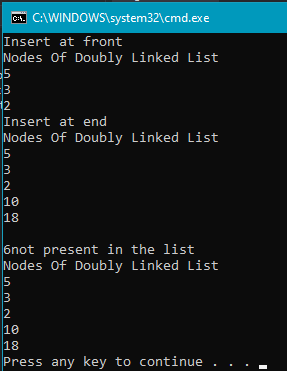 C:\WINDOWS\system32\cmd.exe
Insert at front
Nodes Of Doubly Linked List
5
3
2
Insert at end
Nodes Of Doubly Linked List
5
3
2
10
18

6not present in the list
Nodes Of Doubly Linked List
5
3
2
10
18
Press any key to continue . . .